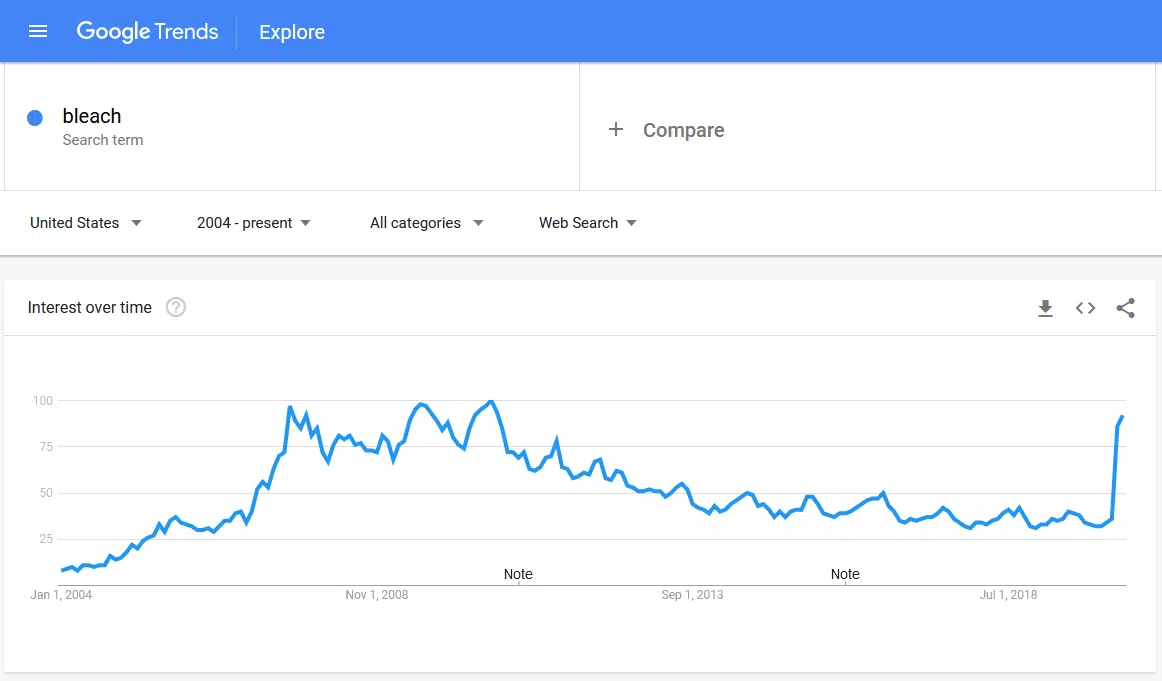 Google Trends Explore
bleach
Search term
+ Compare
United States 2004 - present All categories Web Search
Interest over time ?
100
75
50
25
Note Note
Jan 1, 2004 Nov 1, 2008 Sep 1, 2013 Jul 1, 2018